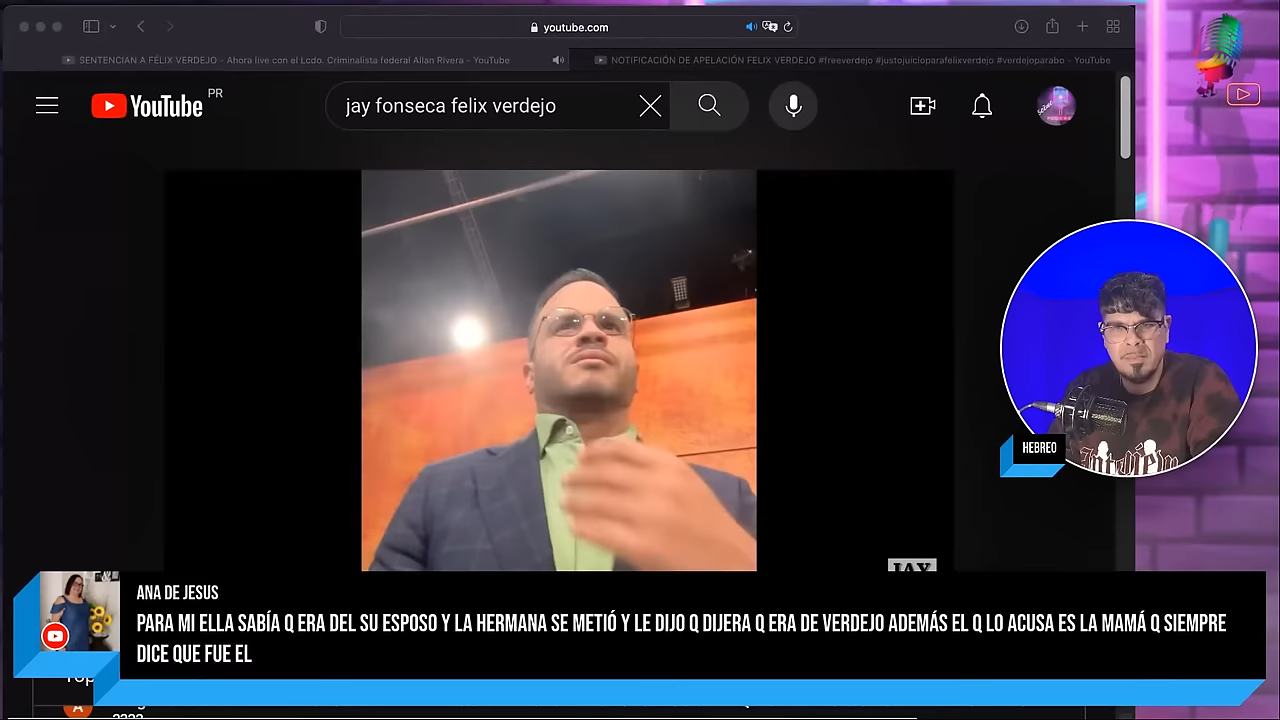 youtube.com
SENTENCIAN A FÉLIX VERDEJO - Ahora live con el Lcdo. Criminalista federal Allan Rivera - YouTube
NOTIFICACIÓN DE APELACIÓN FELIX VERDEJO #freeverdejo #justojuicioparafelixverdejo #verdejoparabo - YouTube
YouTube PR
jay fonseca felix verdejo
HEBREO
JAY
ANA DE JESUS
PARA MI ELLA SABÍA Q ERA DEL SU ESPOSO Y LA HERMANA SE METIÓ Y LE DIJO Q DIJERA Q ERA DE VERDEJO ADEMÁS EL Q LO ACUSA ES LA MAMÁ Q SIEMPRE
DICE QUE FUE EL